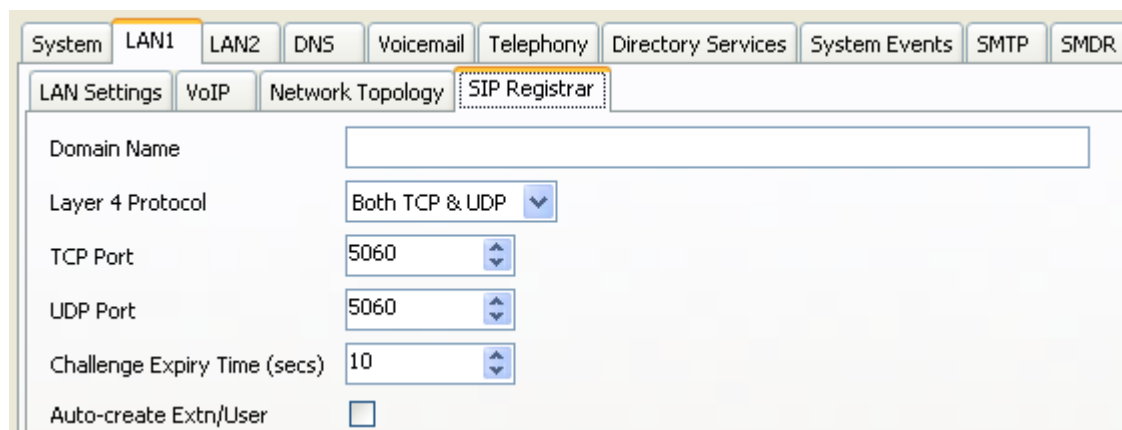 System LAN1 LAN2 DNS Voicemail Telephony Directory Services System Events SMTP SMDR
LAN Settings VoIP Network Topology SIP Registrar
Domain Name
Layer 4 Protocol Both TCP & UDP
TCP Port 5060
UDP Port 5060
Challenge Expiry Time (secs) 10
Auto-create Extn/User